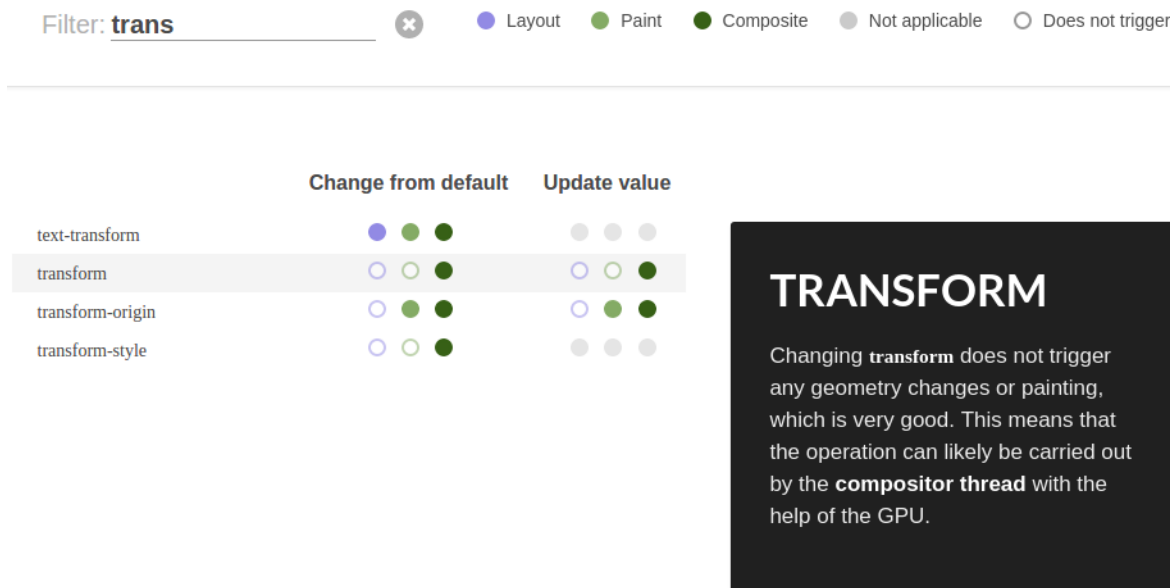 Filter: trans
Layout Paint Composite Not applicable Does not trigger
Change from default Update value
text-transform
transform
transform-origin
transform-style
TRANSFORM
Changing transform does not trigger
any geometry changes or painting,
which is very good. This means that
the operation can likely be carried out
by the compositor thread with the
help of the GPU.